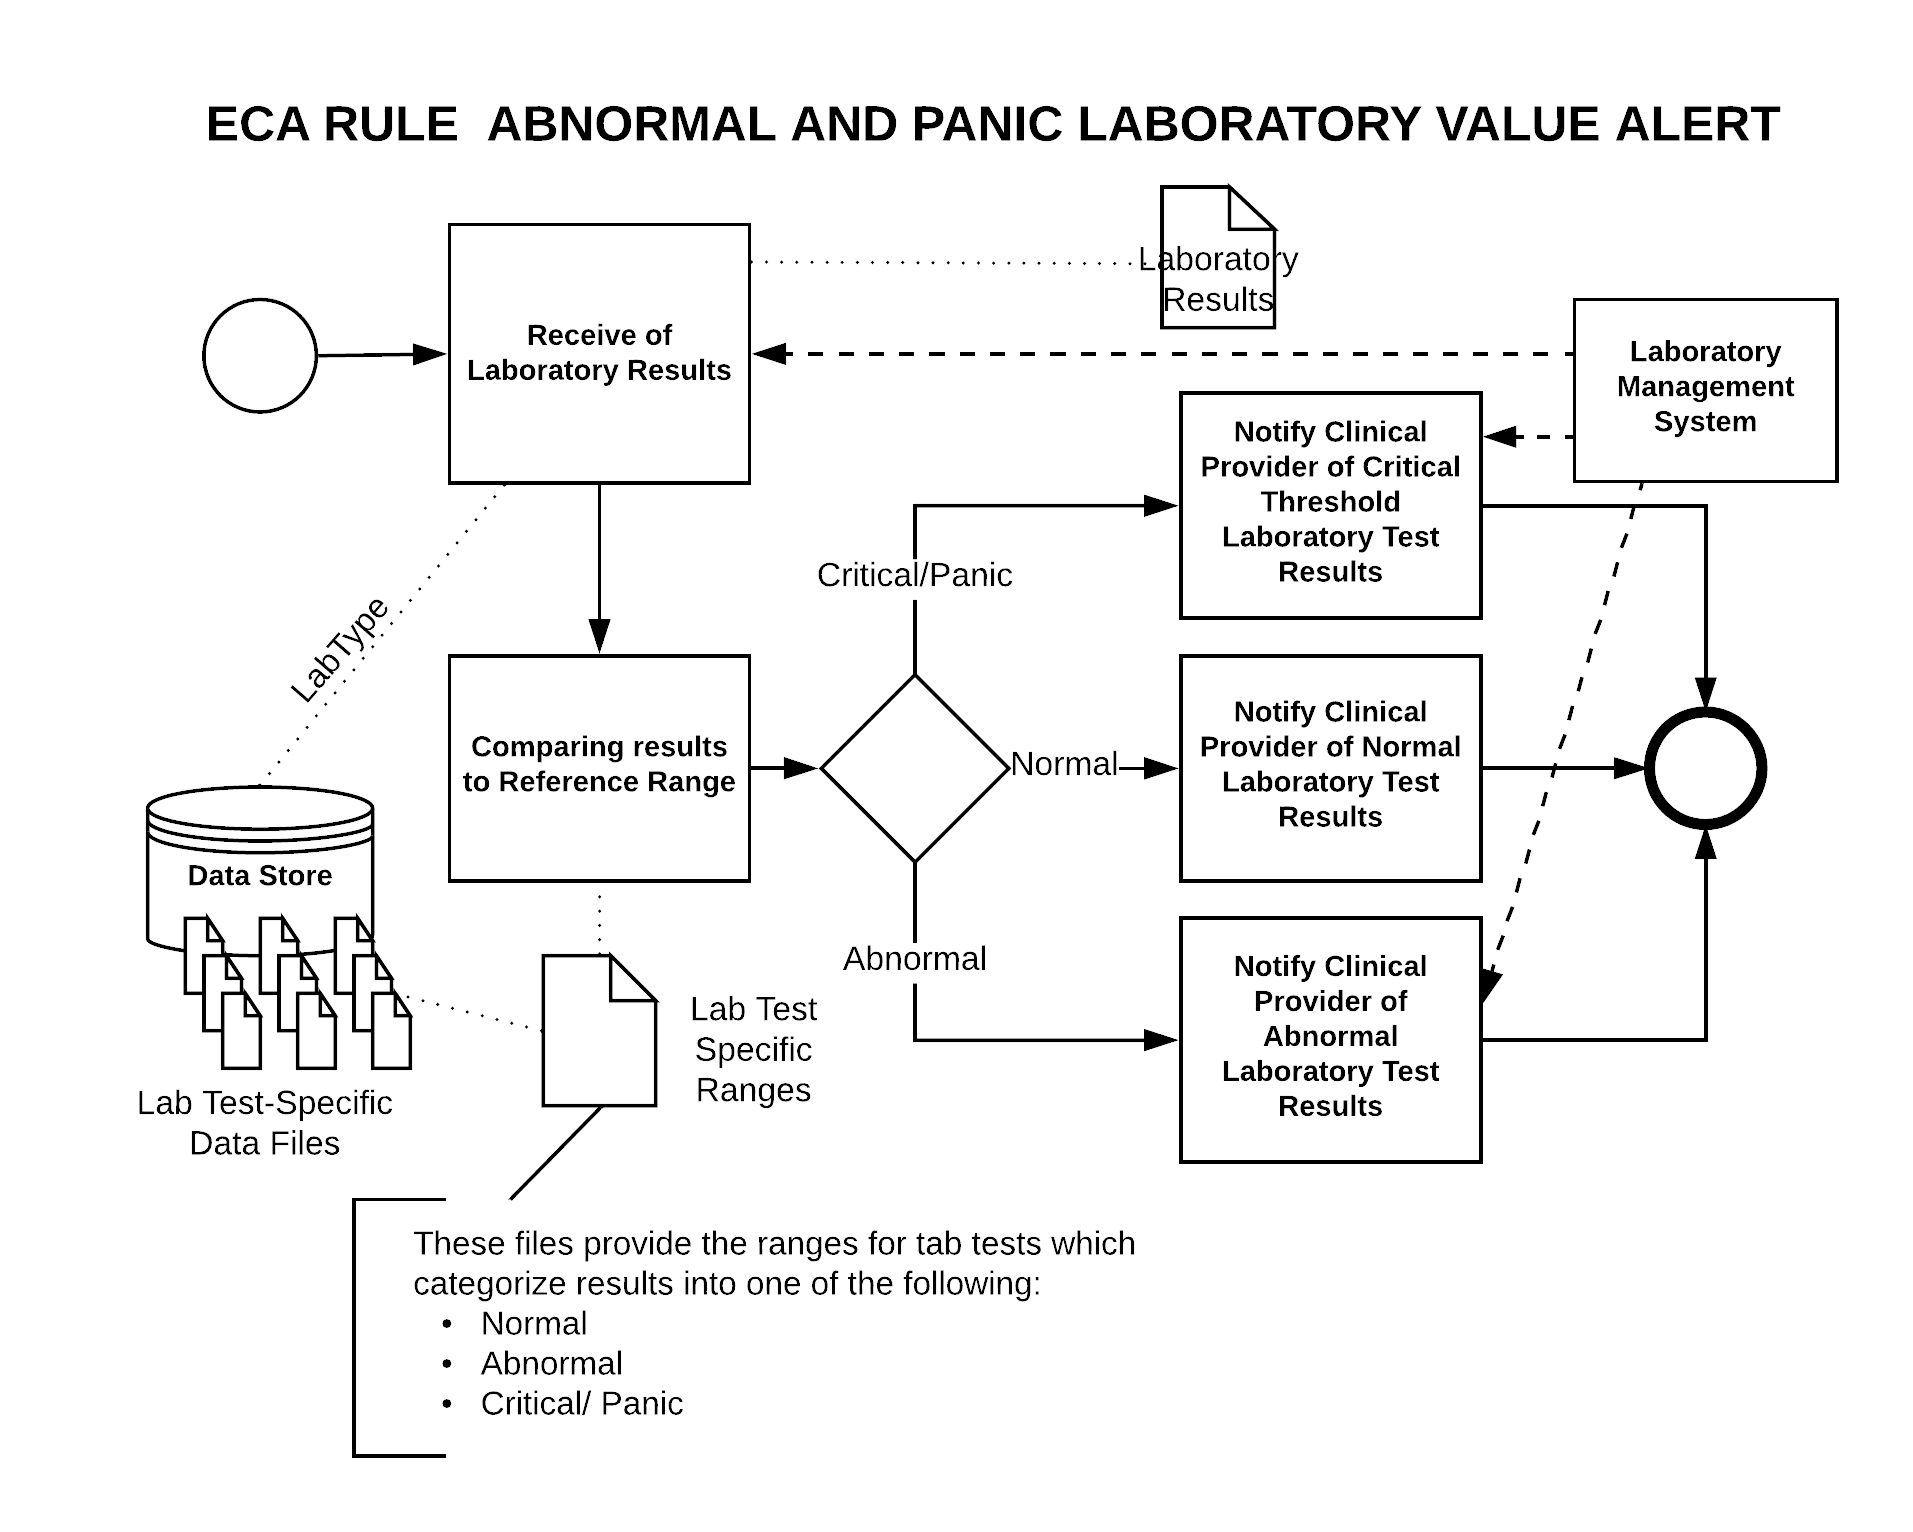 ECA RULE  ABNORMAL AND PANIC LABORATORY VALUE ALERT
Laboratory
Results
Receive of
Laboratory Results
Laboratory
Management
System
Notify Clinical
Provider of Critical
Threshold
Laboratory Test
Results
Critical/Panic
LabType
Comparing results
to Reference Range
Normal
Notify Clinical
Provider of Normal
Laboratory Test
Results
Data Store
Abnormal
Notify Clinical
Provider of
Abnormal
Laboratory Test
Results
Lab Test
Specific
Ranges
Lab Test-Specific
Data Files
These files provide the ranges for tab tests which
categorize results into one of the following:
• Normal
• Abnormal
• Critical/ Panic